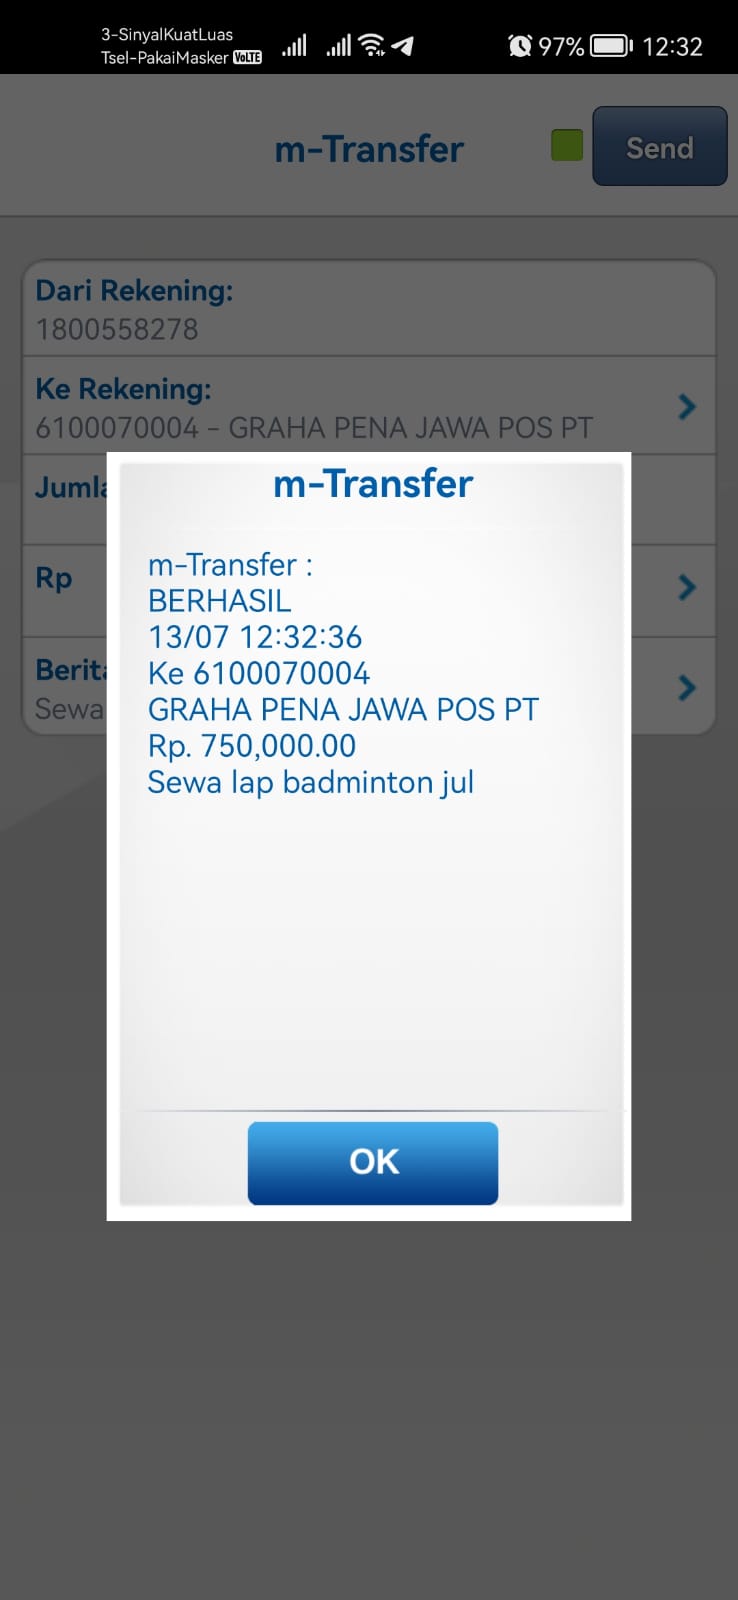 3-SinyalKuatLuas
Tsel-PakaiMasker VoLTE
97% 12:32
m-Transfer
Send
Dari Rekening:
1800558278
Ke Rekening:
6100070004 - GRAHA PENA JAWA POS PT
Rp
Sewa
m-Transfer
m-Transfer :
BERHASIL
13/07 12:32:36
Ke 6100070004
GRAHA PENA JAWA POS PT
Rp. 750,000.00
Sewa lap badminton jul
OK